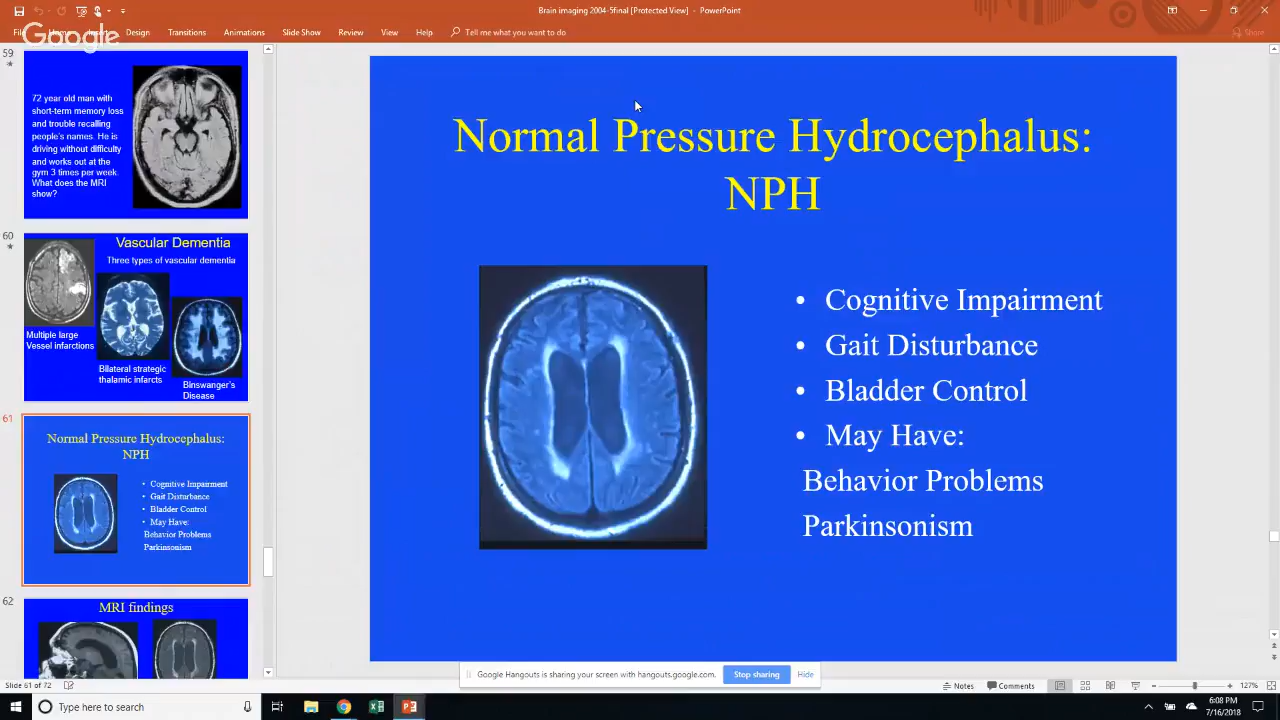 Brain imaging 2004-5final [Protected View] - PowerPoint
File Home Insert Design Transitions Animations Slide Show Review View Help Tell me what you want to do Share
Google
59
72 year old man with
short-term memory loss
and trouble recalling
people's names. He is
driving without difficulty
and works out at the
gym 3 times per week.
What does the MRI
show?
60
Vascular Dementia
Three types of vascular dementia
Multiple large
Vessel infarctions
Bilateral strategic
thalamic infarcts
Binswanger's
Disease
61
Normal Pressure Hydrocephalus:
NPH
• Cognitive Impairment
• Gait Disturbance
• Bladder Control
• May Have:
Behavior Problems
Parkinsonism
62
MRI findings
Normal Pressure Hydrocephalus:
NPH
• Cognitive Impairment
• Gait Disturbance
• Bladder Control
• May Have:
Behavior Problems
Parkinsonism
Google Hangouts is sharing your screen with hangouts.google.com. Stop sharing Hide
Slide 61 of 72 Notes Comments 127%
Type here to search
6:08 PM
7/16/2018